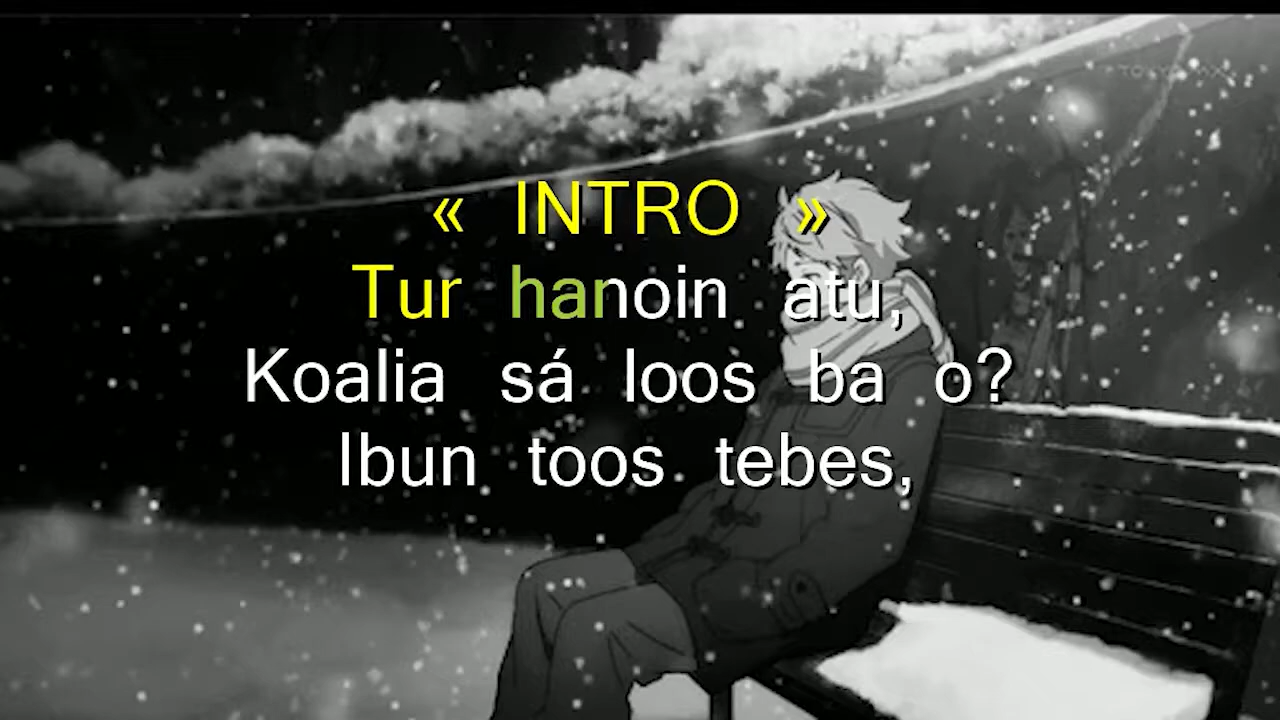 « INTRO »
Tur hanoin atu,
Koalia sá loos ba o?
Ibun toos tebes,